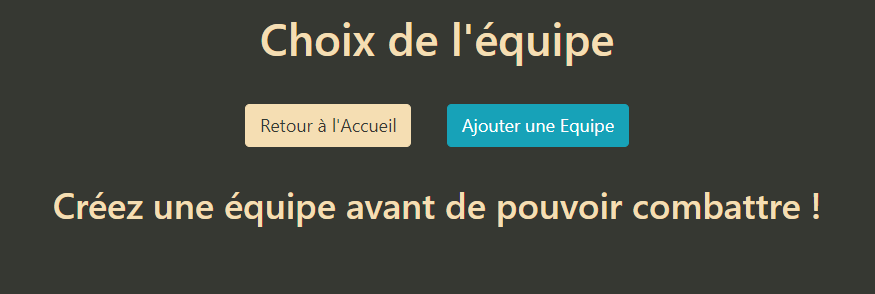 Choix de l'équipe
Retour à l'Accueil
Ajouter une Equipe
Créez une équipe avant de pouvoir combattre !